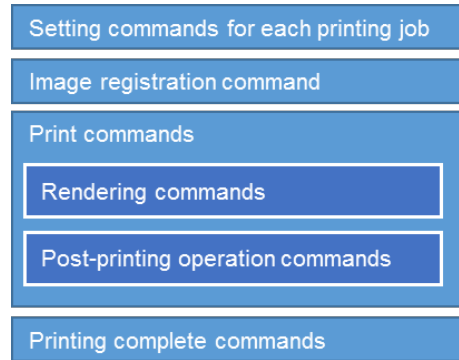 Setting commands for each printing job
Image registration command
Print commands
Rendering commands
Post-printing operation commands
Printing complete commands